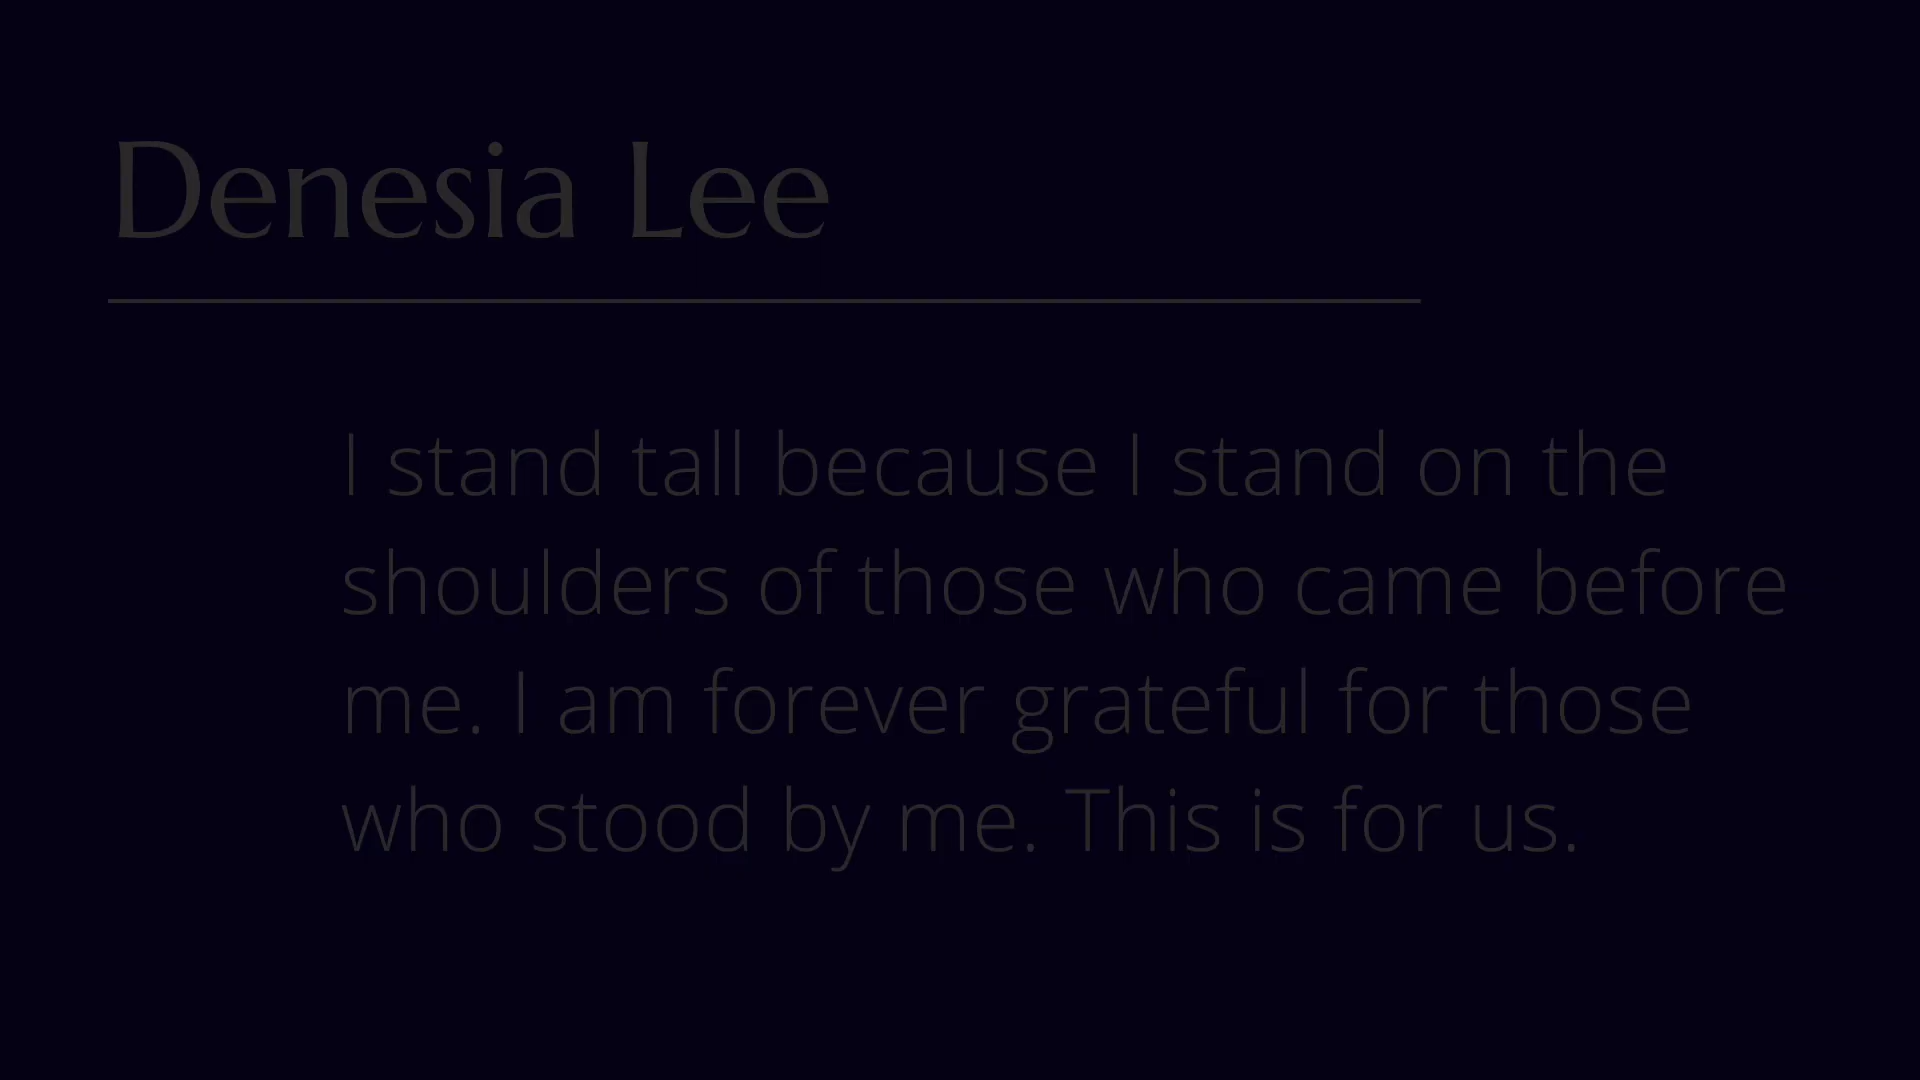 Denesia Lee
I stand tall because I stand on the
shoulders of those who came before
me. I am forever grateful for those
who stood by me. This is for us.